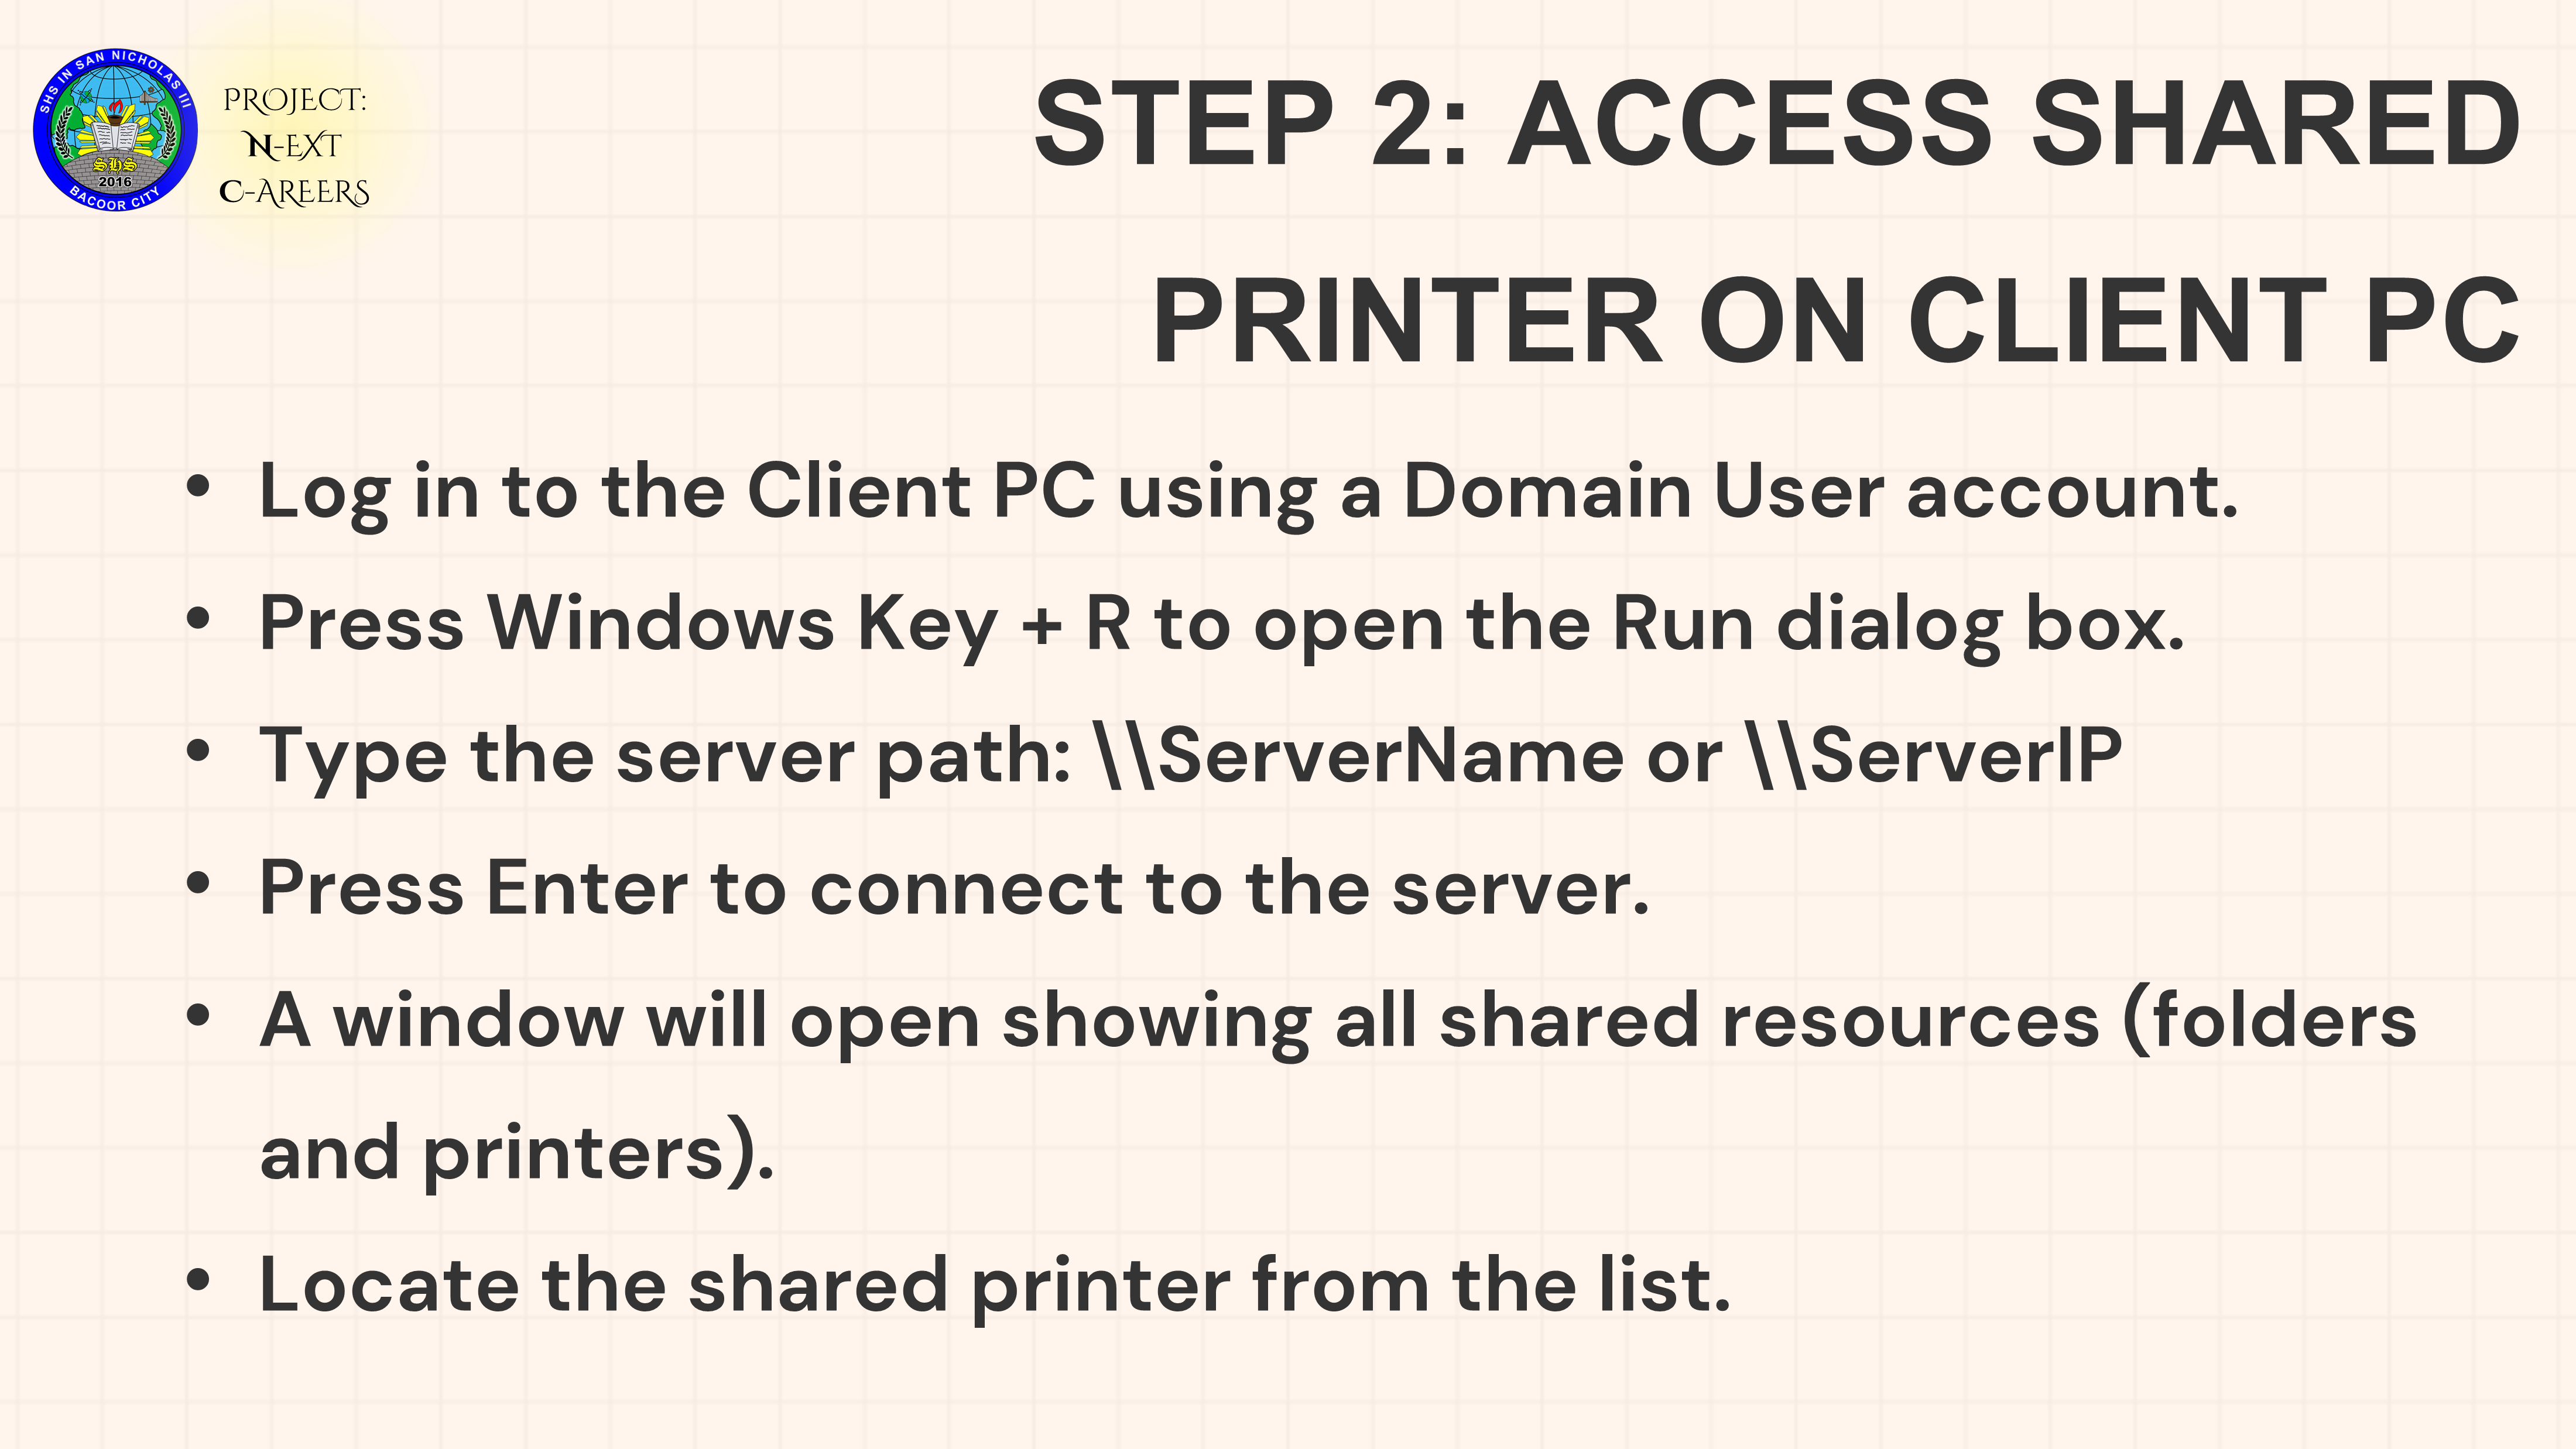 SHS IN SAN NICHOLAS III
SHS
2016
BACOOR CITY
PROJECT:
N-EXT
C-AREERS
STEP 2: ACCESS SHARED
PRINTER ON CLIENT PC
• Log in to the Client PC using a Domain User account.
• Press Windows Key + R to open the Run dialog box.
• Type the server path: \\ServerName or \\ServerIP
• Press Enter to connect to the server.
• A window will open showing all shared resources (folders
and printers).
• Locate the shared printer from the list.